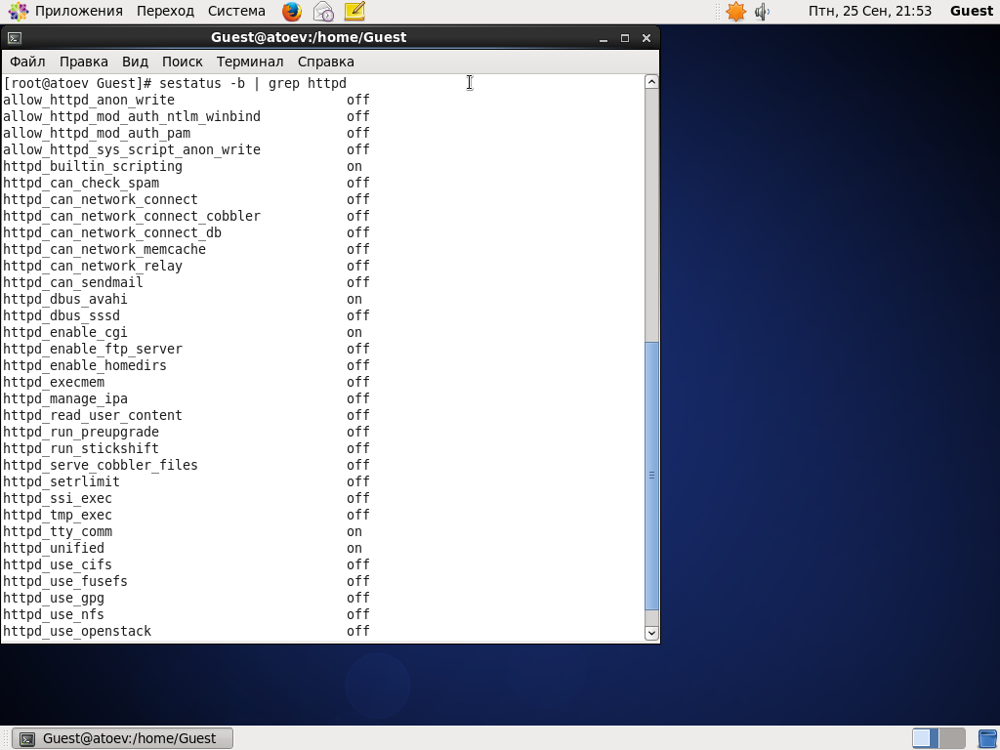 Приложения Переход Система Птн, 25 Сен, 21:53 Guest
Guest@atoev:/home/Guest
Файл Правка Вид Поиск Терминал Справка
[root@atoev Guest]# sestatus -b | grep httpd
allow_httpd_anon_write off
allow_httpd_mod_auth_ntlm_winbind off
allow_httpd_mod_auth_pam off
allow_httpd_sys_script_anon_write off
httpd_builtin_scripting on
httpd_can_check_spam off
httpd_can_network_connect off
httpd_can_network_connect_cobbler off
httpd_can_network_connect_db off
httpd_can_network_memcache off
httpd_can_network_relay off
httpd_can_sendmail off
httpd_dbus_avahi on
httpd_dbus_sssd off
httpd_enable_cgi on
httpd_enable_ftp_server off
httpd_enable_homedirs off
httpd_execmem off
httpd_manage_ipa off
httpd_read_user_content off
httpd_run_preupgrade off
httpd_run_stickshift off
httpd_serve_cobbler_files off
httpd_setrlimit off
httpd_ssi_exec off
httpd_tmp_exec off
httpd_tty_comm on
httpd_unified on
httpd_use_cifs off
httpd_use_fusefs off
httpd_use_gpg off
httpd_use_nfs off
httpd_use_openstack off
Guest@atoev:/home/Guest